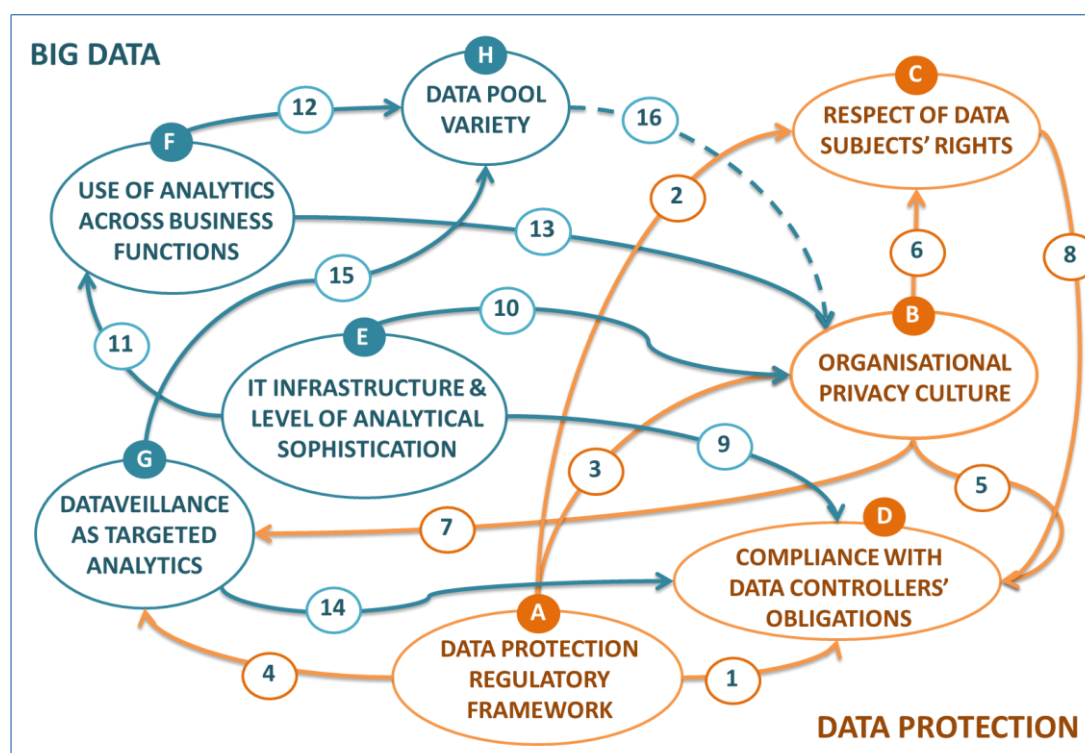 BIG DATA
H
DATA POOL
VARIETY
12
16
C
RESPECT OF DATA
SUBJECTS' RIGHTS
F
USE OF ANALYTICS
ACROSS BUSINESS
FUNCTIONS
2
13
6
8
15
11
E
IT INFRASTRUCTURE &
LEVEL OF ANALYTICAL
SOPHISTICATION
10
B
ORGANISATIONAL
PRIVACY CULTURE
9
3
5
G
DATAVEILLANCE
AS TARGETED
ANALYTICS
7
D
COMPLIANCE WITH
DATA CONTROLLERS'
OBLIGATIONS
14
A
DATA PROTECTION
REGULATORY
FRAMEWORK
4
1
DATA PROTECTION